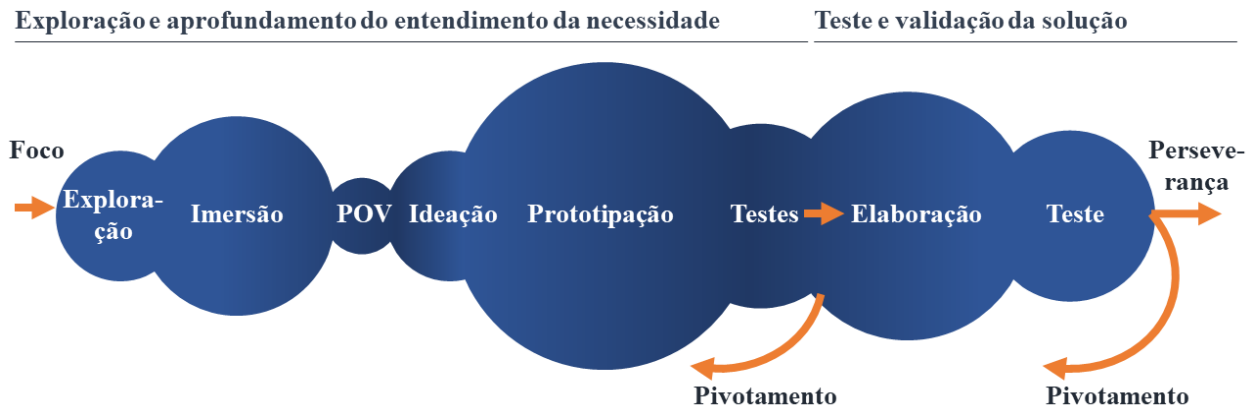 Exploração e aprofundamento do entendimento da necessidade
Teste e validação da solução
Foco
Explora-
ção
Imersão
POV
Ideação
Prototipação
Testes
Elaboração
Teste
Perseve-
rança
Pivotamento
Pivotamento